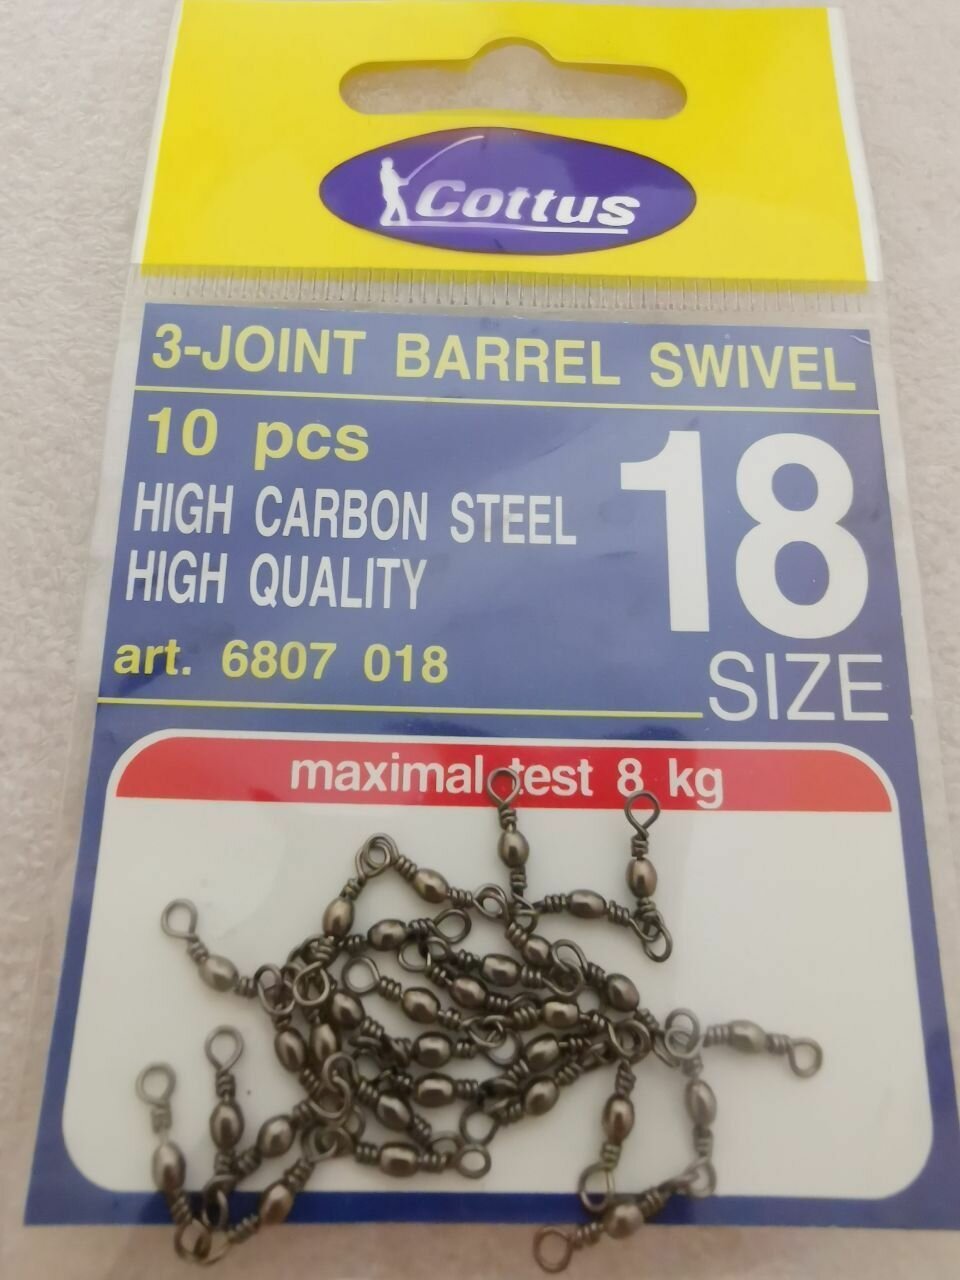 Cottus
3-JOINT BARREL SWIVEL
10 pcs
HIGH CARBON STEEL
HIGH QUALITY
art. 6807 018
18
SIZE
maximal test 8 kg